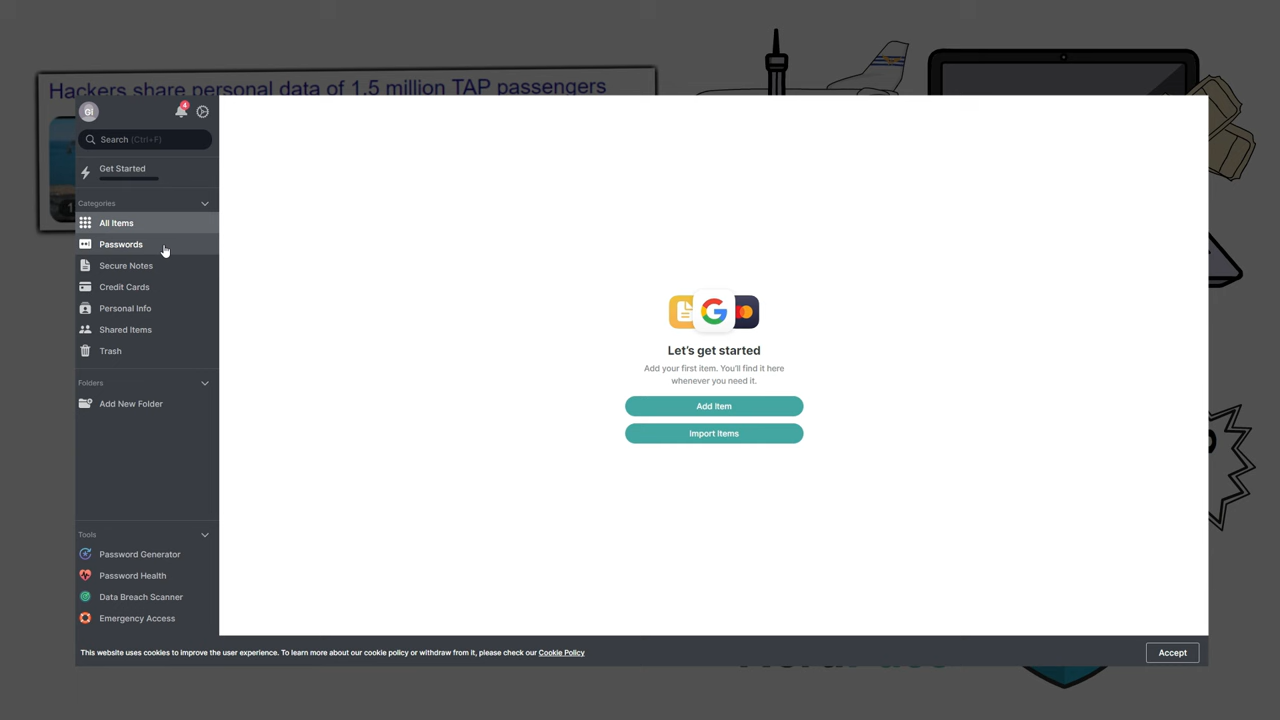 Hackers share personal data of 1.5 million TAP passengers
GI
4
Search (Ctrl+F)
Get Started
Categories
All Items
Passwords
Secure Notes
Credit Cards
Personal Info
Shared Items
Trash
Folders
Add New Folder
Tools
Password Generator
Password Health
Data Breach Scanner
Emergency Access
Let's get started
Add your first item. You'll find it here
whenever you need it.
Add Item
Import Items
This website uses cookies to improve the user experience. To learn more about our cookie policy or withdraw from it, please check our Cookie Policy
Accept